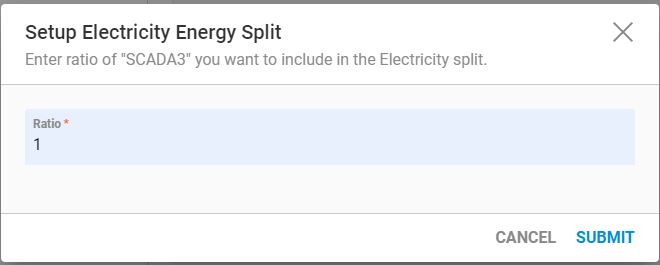 Setup Electricity Energy Split
Enter ratio of "SCADA3" you want to include in the Electricity split.
Ratio *
1
CANCEL SUBMIT